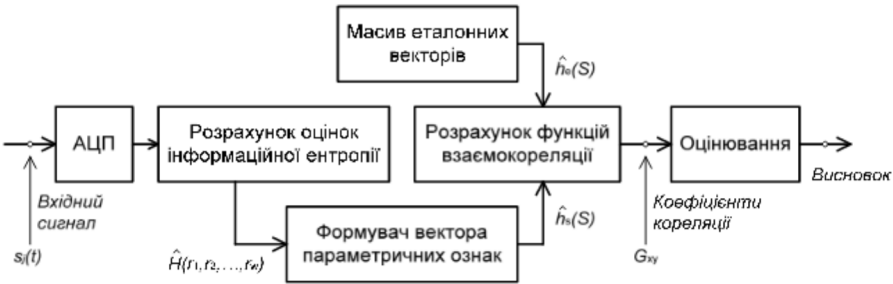 Масив еталонних
векторів
ĥₑ(S)
АЦП
Розрахунок оцінок
інформаційної ентропії
Розрахунок функцій
взаємокореляції
Оцінювання
Вхідний
сигнал
sⱼ(t)
Ĥ(r₁,r₂,...,rw)
Формувач вектора
параметричних ознак
ĥₛ(S)
Коефіцієнти
кореляції
Gxy
Висновок